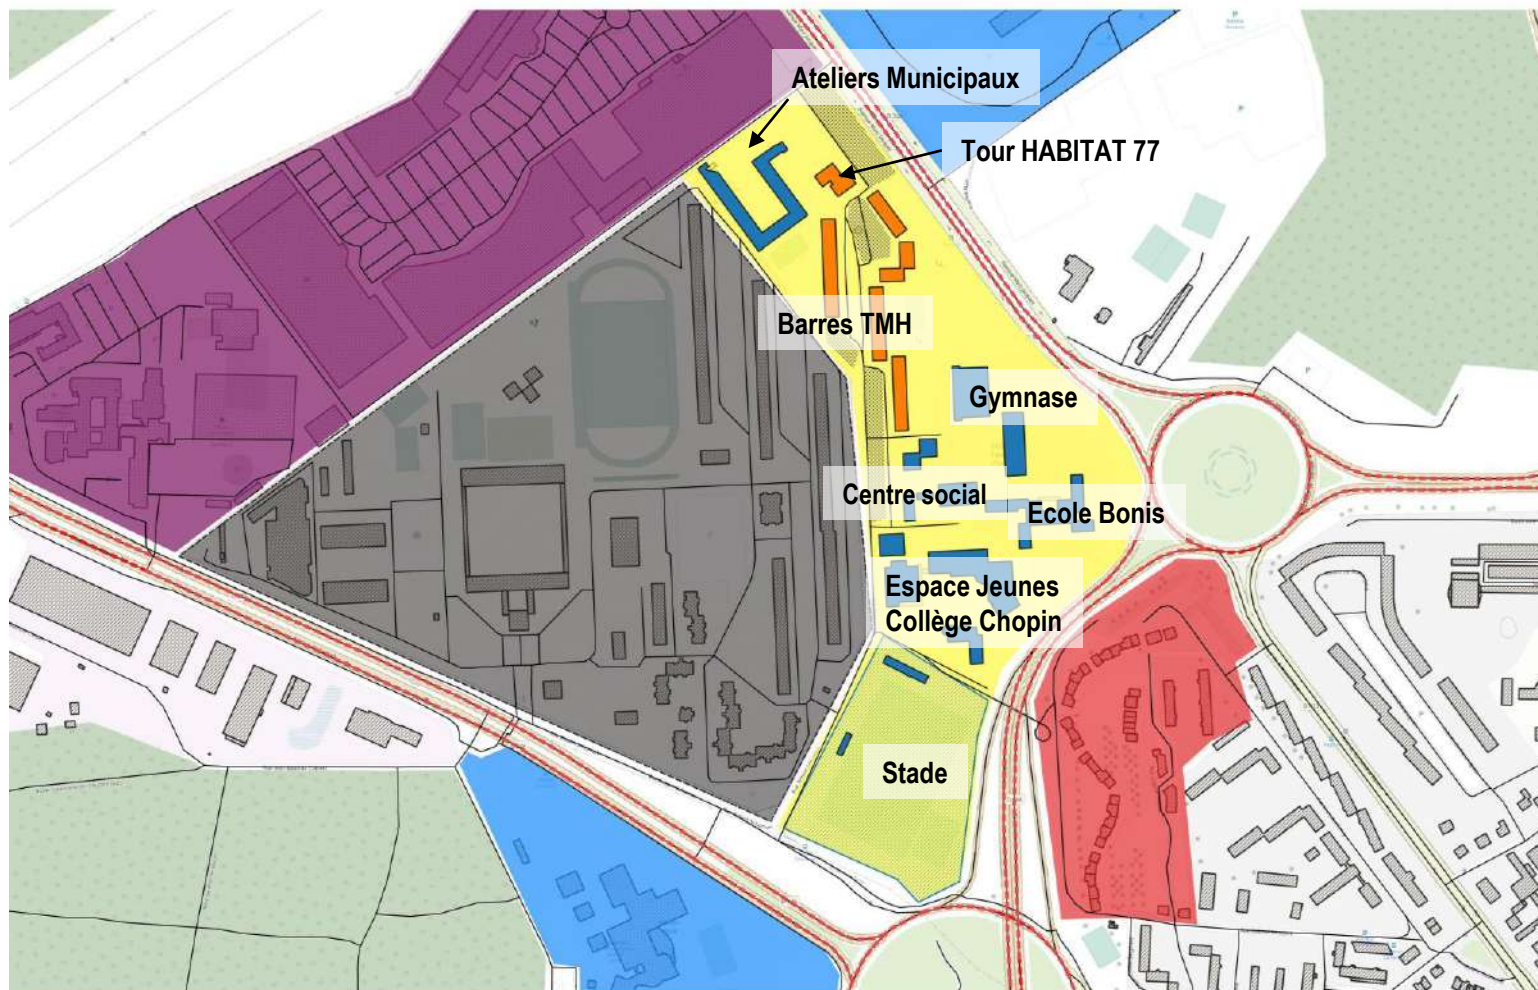 Ateliers Municipaux
Tour HABITAT 77
Barres TMH
Gymnase
Centre social
Ecole Bonis
Espace Jeunes
Collège Chopin
Stade